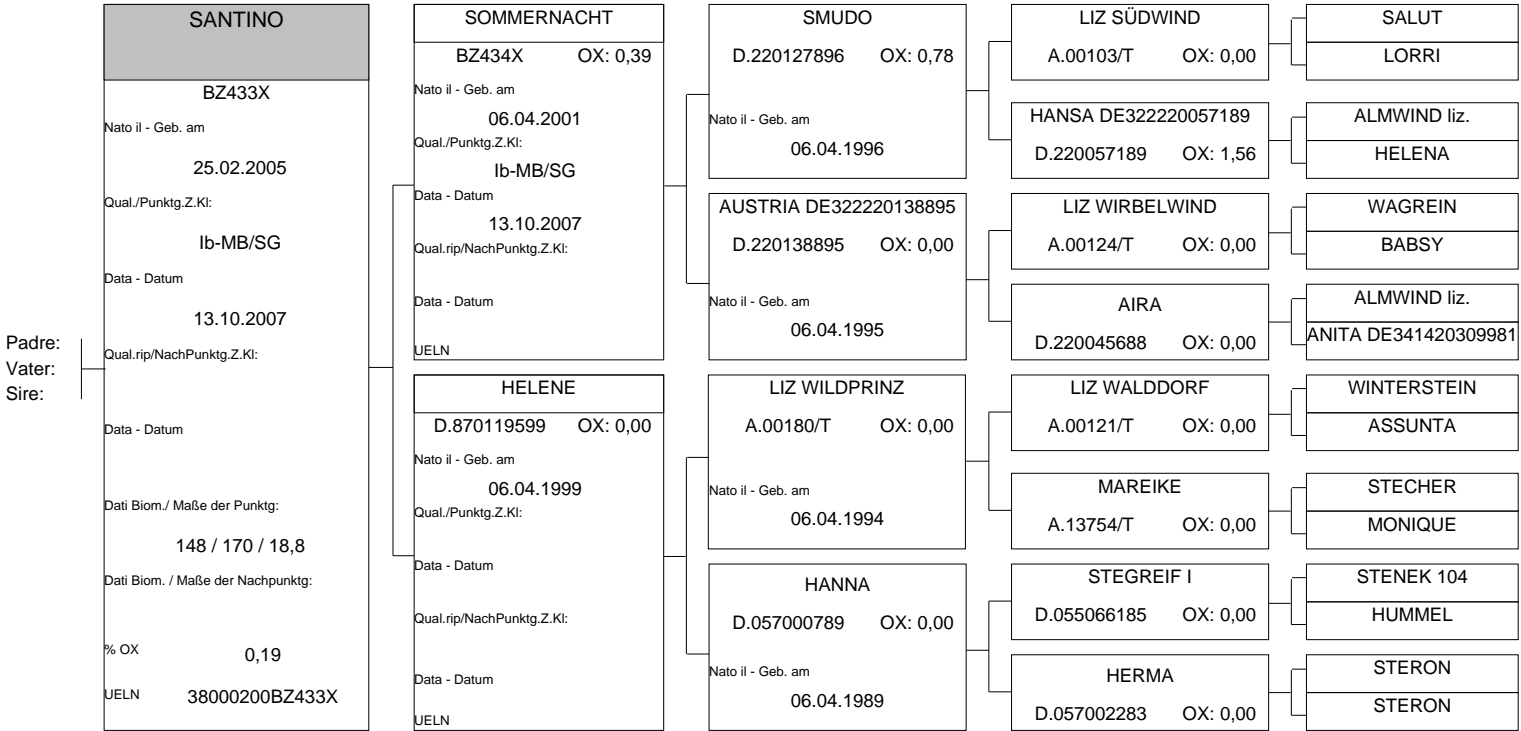 Padre:
Vater:
Sire:
SANTINO
BZ433X
Nato il - Geb. am
25.02.2005
Qual./Punktg.Z.Kl:
Ib-MB/SG
Data - Datum
13.10.2007
Qual.rip/NachPunktg.Z.Kl:
Data - Datum
Dati Biom./ Maße der Punktg:
148 / 170 / 18,8
Dati Biom. / Maße der Nachpunktg:
% OX 0,19
UELN 38000200BZ433X
SOMMERNACHT
BZ434X OX: 0,39
Nato il - Geb. am
06.04.2001
Qual./Punktg.Z.Kl:
Ib-MB/SG
Data - Datum
13.10.2007
Qual.rip/NachPunktg.Z.Kl:
Data - Datum
UELN
HELENE
D.870119599 OX: 0,00
Nato il - Geb. am
06.04.1999
Qual./Punktg.Z.Kl:
Data - Datum
Qual.rip/NachPunktg.Z.Kl:
Data - Datum
UELN
SMUDO
D.220127896 OX: 0,78
Nato il - Geb. am
06.04.1996
AUSTRIA DE322220138895
D.220138895 OX: 0,00
Nato il - Geb. am
06.04.1995
LIZ WILDPRINZ
A.00180/T OX: 0,00
Nato il - Geb. am
06.04.1994
HANNA
D.057000789 OX: 0,00
Nato il - Geb. am
06.04.1989
LIZ SÜDWIND
A.00103/T OX: 0,00
HANSA DE322220057189
D.220057189 OX: 1,56
LIZ WIRBELWIND
A.00124/T OX: 0,00
AIRA
D.220045688 OX: 0,00
LIZ WALDDORF
A.00121/T OX: 0,00
MAREIKE
A.13754/T OX: 0,00
STEGREIF I
D.055066185 OX: 0,00
HERMA
D.057002283 OX: 0,00
SALUT
LORRI
ALMWIND liz.
HELENA
WAGREIN
BABSY
ALMWIND liz.
ANITA DE341420309981
WINTERSTEIN
ASSUNTA
STECHER
MONIQUE
STENEK 104
HUMMEL
STERON
STERON